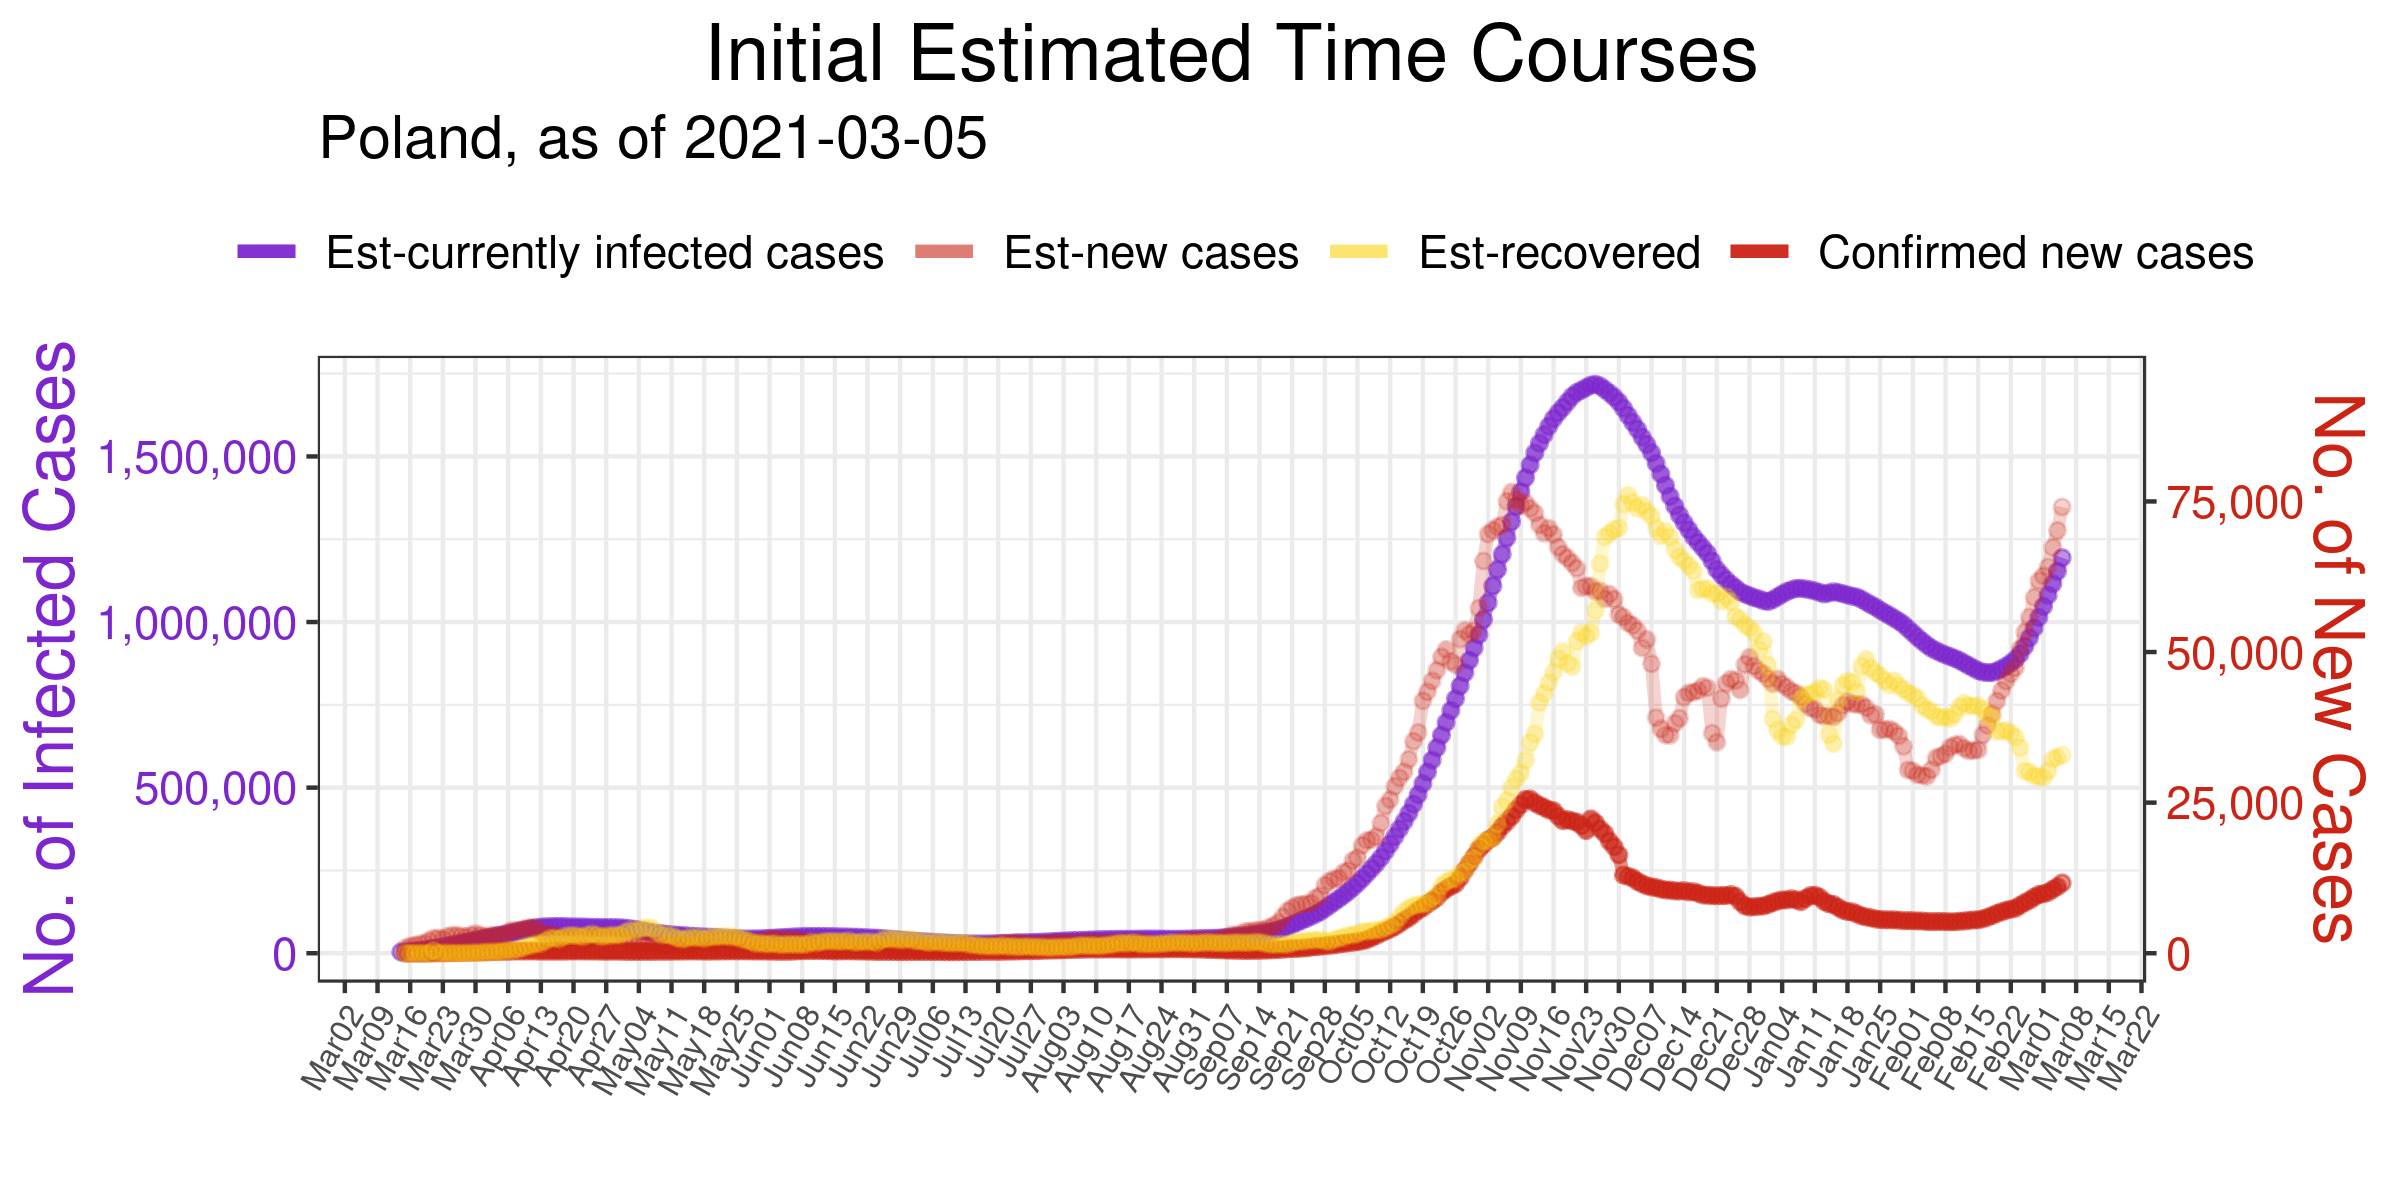 Initial Estimated Time Courses
Poland, as of 2021-03-05
Est-currently infected cases Est-new cases Est-recovered Confirmed new cases
No. of Infected Cases
1,500,000
1,000,000
500,000
0
75,000
50,000
25,000
0
No. of New Cases
Mar02 Mar09 Mar16 Mar23 Mar30 Apr06 Apr13 Apr20 Apr27 May04 May11 May18 May25 Jun01 Jun08 Jun15 Jun22 Jun29 Jul06 Jul13 Jul20 Jul27 Aug03 Aug10 Aug17 Aug24 Aug31 Sep07 Sep14 Sep21 Sep28 Oct05 Oct12 Oct19 Oct26 Nov02 Nov09 Nov16 Nov23 Nov30 Dec07 Dec14 Dec21 Dec28 Jan04 Jan11 Jan18 Jan25 Feb01 Feb08 Feb15 Feb22 Mar01 Mar08 Mar15 Mar22